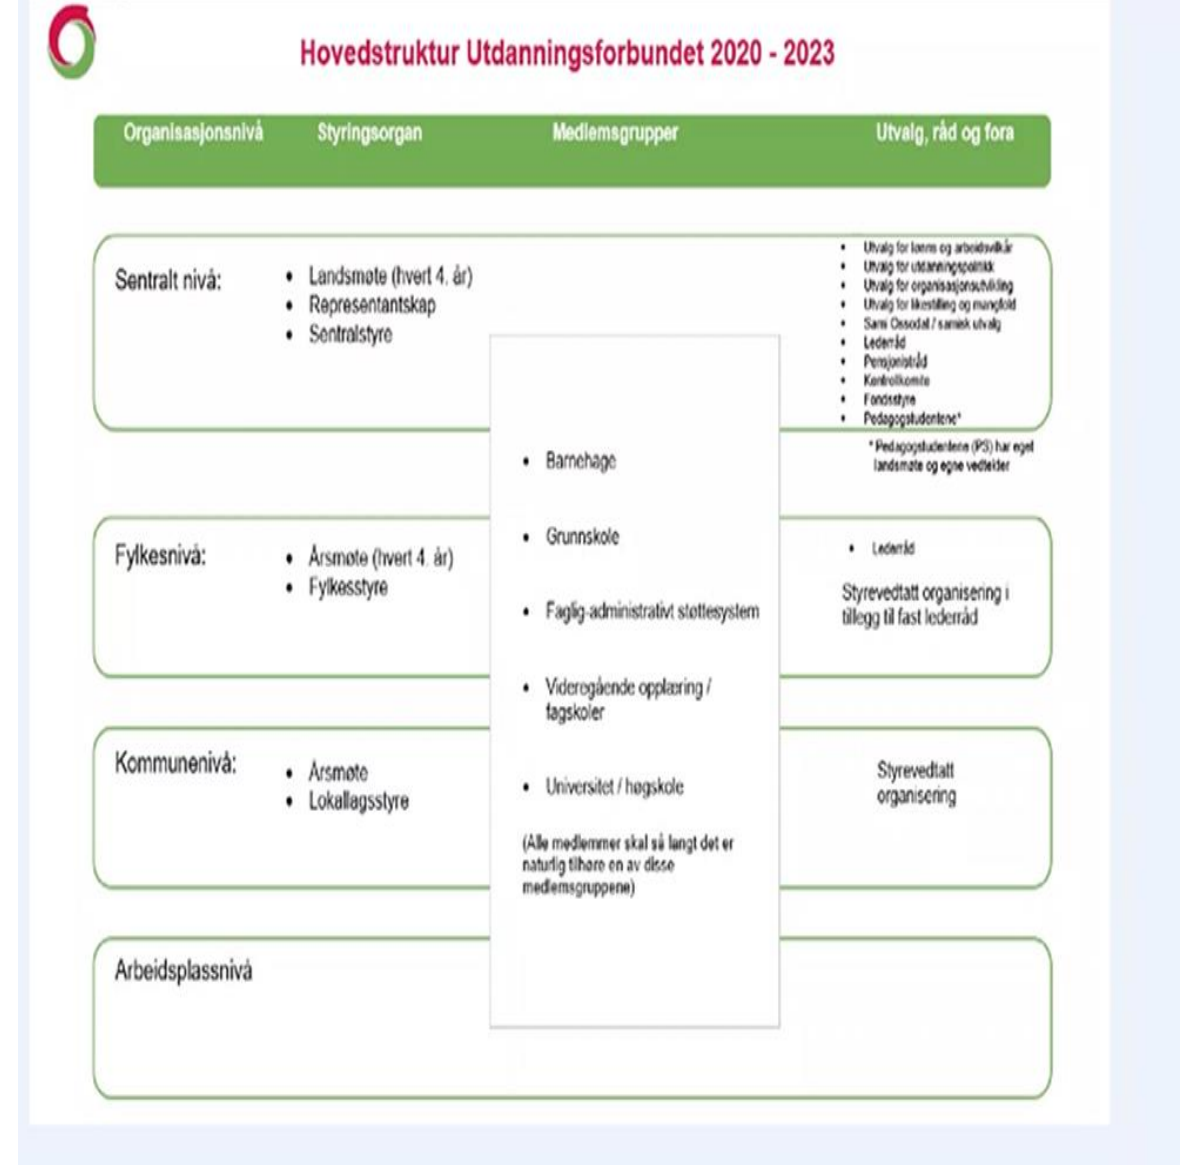 Hovedstruktur Utdanningsforbundet 2020 - 2023
Organisasjonsnivå
Styringsorgan
Medlemsgrupper
Utvalg, råd og fora
Sentralt nivå:
• Landsmøte (hvert 4. år)
• Representantskap
• Sentralstyre
• Utvalg for lønns og arbeidsvilkår
• Utvalg for utdanningspolitikk
• Utvalg for organisasjonsutvikling
• Utvalg for likestilling og mangfold
• Sami Ossodat / samisk utvalg
• Lederråd
• Pensjonistråd
• Kontrollkomite
• Fondsstyre
• Pedagogstudentene*
* Pedagogstudentene (PS) har eget
landsmøte og egne vedtekter
• Barnehage
• Grunnskole
• Faglig-administrativt støttesystem
• Videregående opplæring /
fagskoler
• Universitet / høgskole
(Alle medlemmer skal så langt det er
naturlig tilhøre en av disse
medlemsgruppene)
Fylkesnivå:
• Årsmøte (hvert 4. år)
• Fylkesstyre
• Lederråd
Styrevedtatt organisering i
tillegg til fast lederråd
Kommunenivå:
• Årsmøte
• Lokallagsstyre
Styrevedtatt
organisering
Arbeidsplassnivå